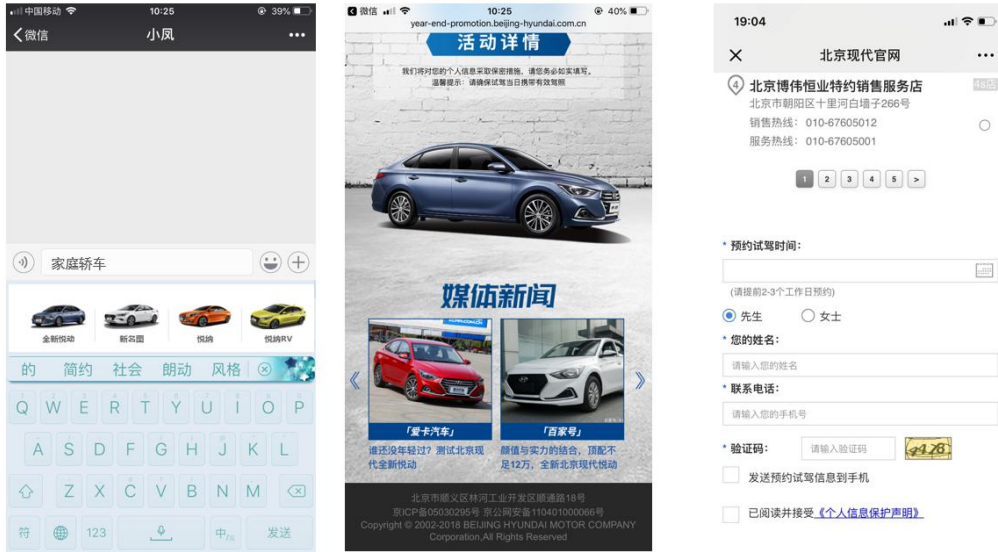 中国移动
10:25
39%
微信
小凤
家庭轿车
全新悦动
新名图
悦纳
悦纳RV
的 简约 社会 朗动 风格
Q W E R T Y U I O P
A S D F G H J K L
Z X C V B N M
符 123 中/EN 发送
微信
10:25
40%
year-end-promotion.beijing-hyundai.com.cn
活动详情
我们将对您的个人信息采取保密措施，请您务必如实填写。
温馨提示：请确保试驾当日携带有效驾照
媒体新闻
「爱卡汽车」
谁还没年轻过？测试北京现
代全新悦动
「百家号」
颜值与实力的结合，顶配不
足12万，全新北京现代悦动
北京市顺义区林河工业开发区顺通路18号
京ICP备05030295号 京公网安备110401000066号
Copyright © 2002-2018 BEIJING HYUNDAI MOTOR COMPANY
Corporation,All Rights Reserved
19:04
北京现代官网
4 北京博伟恒业特约销售服务店
北京市朝阳区十里河白墙子266号
销售热线： 010-67605012
服务热线： 010-67605001
1 2 3 4 5 >
* 预约试驾时间：
(请提前2-3个工作日预约)
先生 女士
* 您的姓名：
请输入您的姓名
* 联系电话：
请输入您的手机号
* 验证码： 请输入验证码
发送预约试驾信息到手机
已阅读并接受《个人信息保护声明》